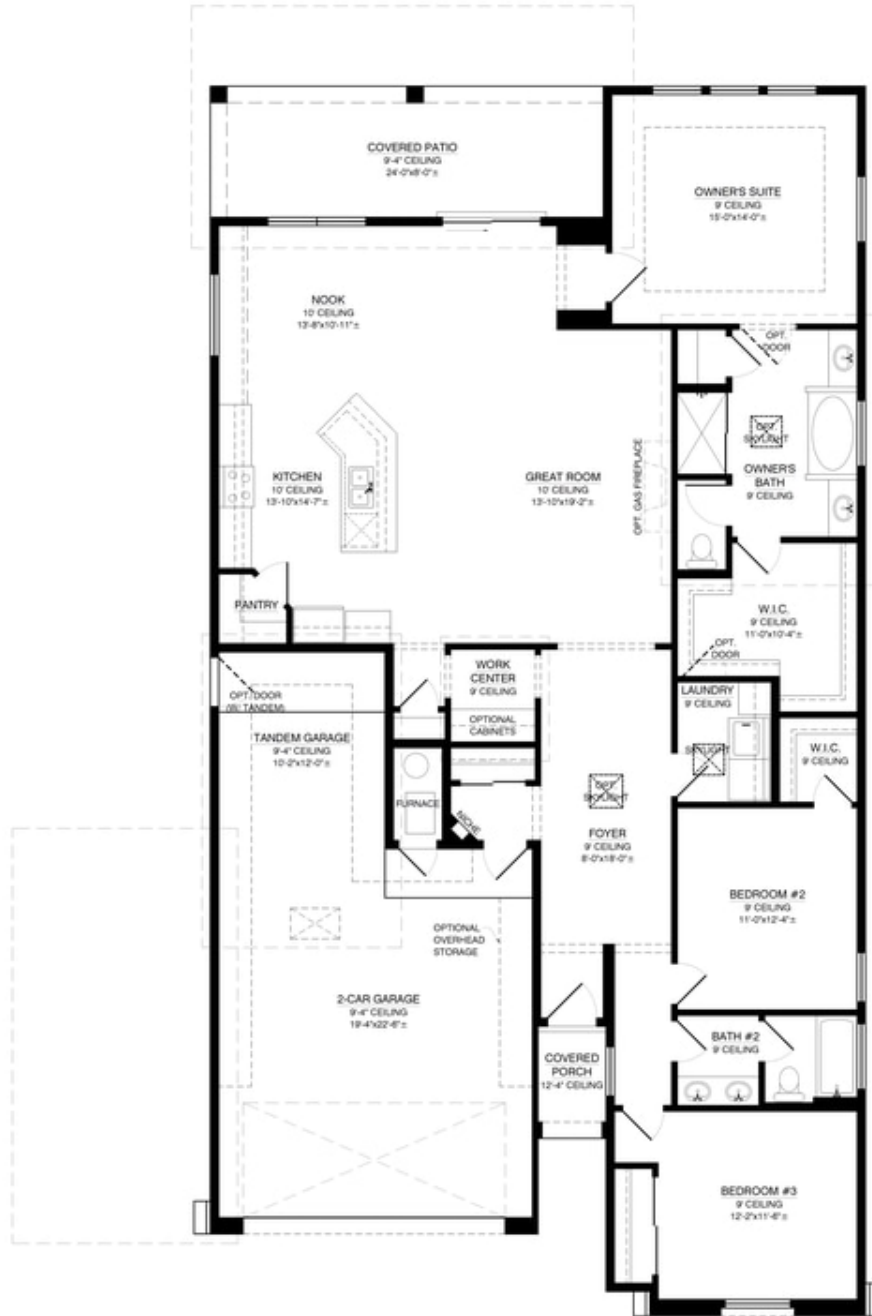 COVERED PATIO
9'-4" CEILING
24'-0"x8'-0"±
OWNER'S SUITE
9' CEILING
15'-0"x14'-0"±
NOOK
10' CEILING
13'-8"x10'-11"±
OPT.
DOOR
KITCHEN
10' CEILING
13'-10"x14'-7"±
GREAT ROOM
10' CEILING
13'-10"x19'-2"±
OPT. GAS FIREPLACE
OPT.
SKYLIGHT
OWNER'S
BATH
9' CEILING
PANTRY
W.I.C.
9' CEILING
11'-0"x10'-4"±
OPT.
DOOR
WORK
CENTER
9' CEILING
OPTIONAL
CABINETS
LAUNDRY
9' CEILING
SKYLIGHT
OPT. DOOR
(W/ TANDEM)
TANDEM GARAGE
9'-4" CEILING
10'-2"x12'-0"±
W.I.C.
9' CEILING
FURNACE
NICHE
OPT.
SKYLIGHT
FOYER
9' CEILING
8'-0"x18'-0"±
BEDROOM #2
9' CEILING
11'-0"x12'-4"±
OPTIONAL
OVERHEAD
STORAGE
2-CAR GARAGE
9'-4" CEILING
19'-4"x22'-6"±
COVERED
PORCH
12'-4" CEILING
BATH #2
9' CEILING
BEDROOM #3
9' CEILING
12'-2"x11'-6"±